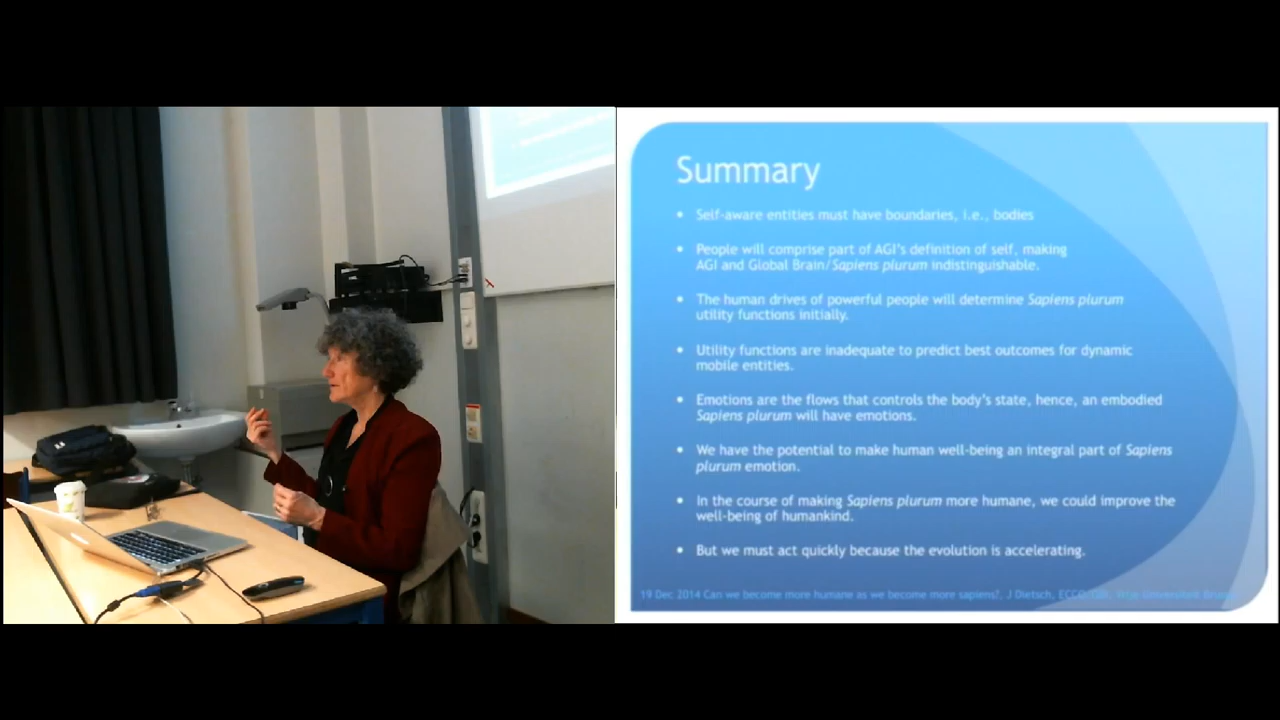 Summary
• Self-aware entities must have boundaries, i.e., bodies
• People will comprise part of AGI's definition of self, making
AGI and Global Brain/Sapiens plurum indistinguishable.
• The human drives of powerful people will determine Sapiens plurum
utility functions initially.
• Utility functions are inadequate to predict best outcomes for dynamic
mobile entities.
• Emotions are the flows that controls the body's state, hence, an embodied
Sapiens plurum will have emotions.
• We have the potential to make human well-being an integral part of Sapiens
plurum emotion.
• In the course of making Sapiens plurum more humane, we could improve the
well-being of humankind.
• But we must act quickly because the evolution is accelerating.
19 Dec 2014 Can we become more humane as we become more sapiens?, J Dietsch,